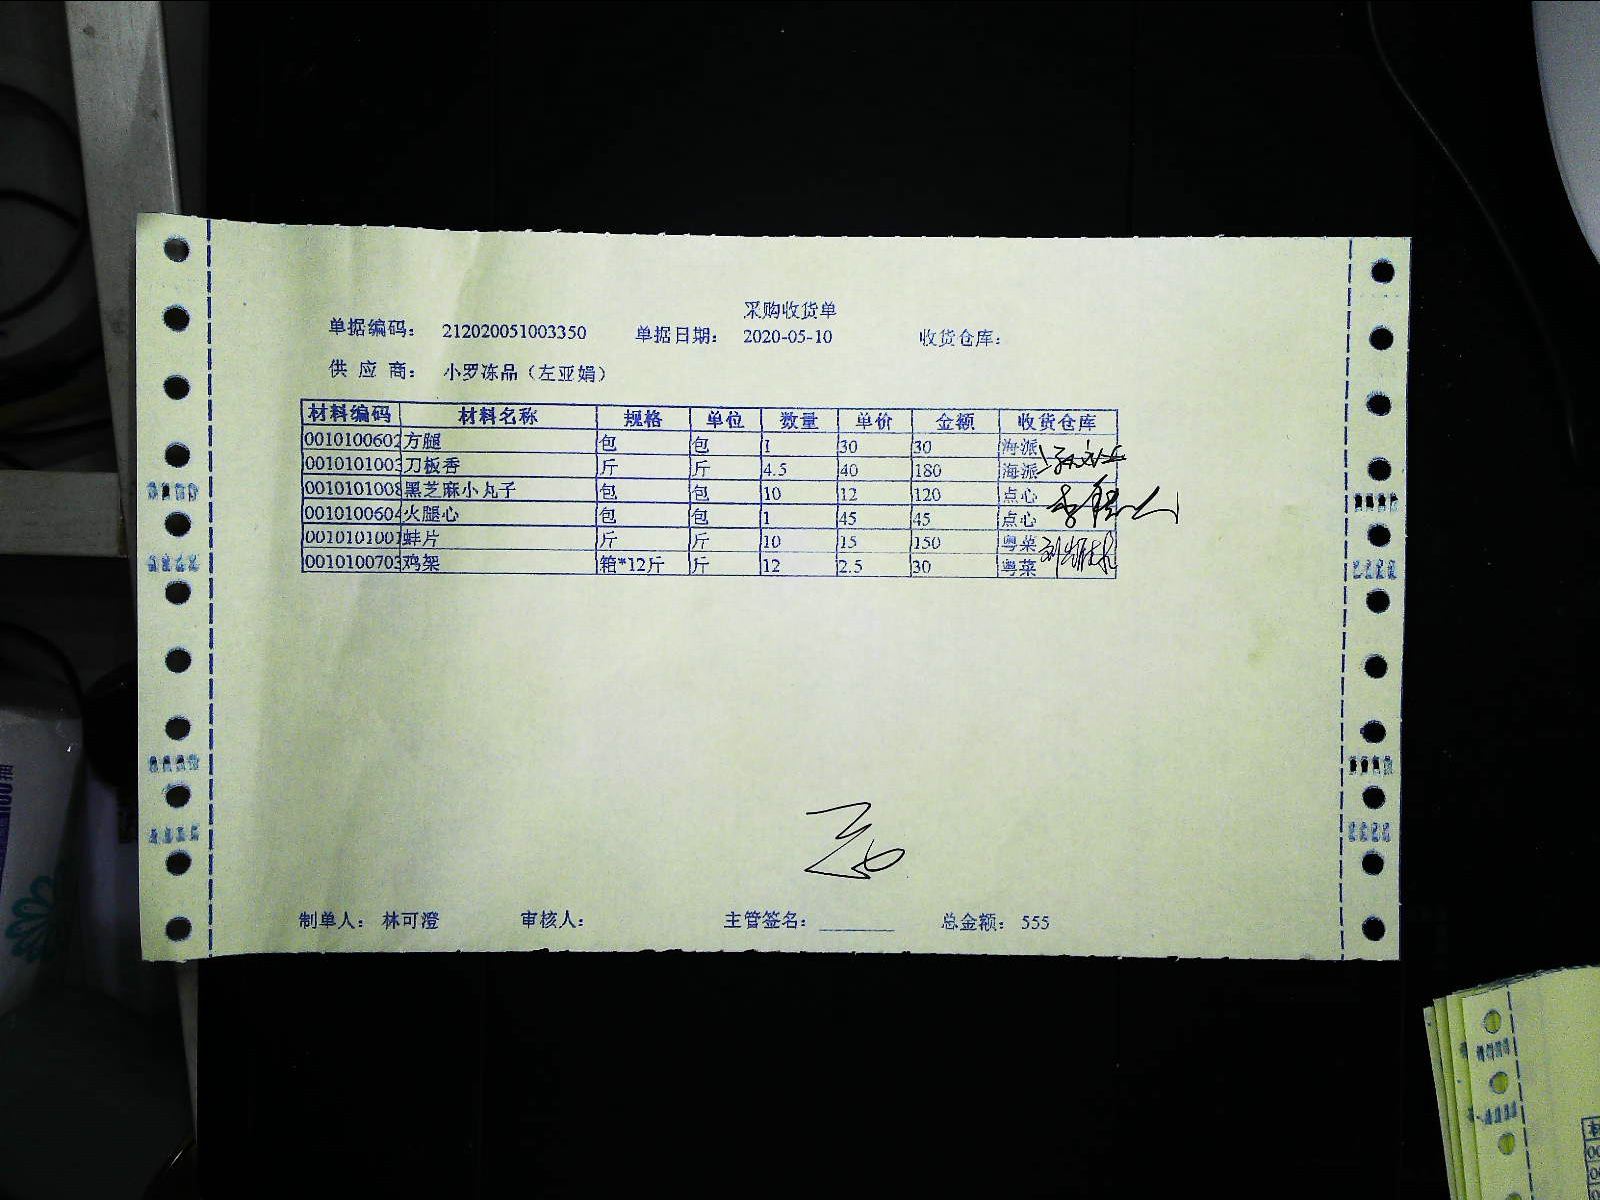 采购收货单
单据编码： 212020051003350 单据日期： 2020-05-10 收货仓库：
供 应 商： 小罗冻品（左亚娟）
材料编码 材料名称 规格 单位 数量 单价 金额 收货仓库
0010100602 方腿 包 包 1 30 30 海派
0010101003 刀板香 斤 斤 4.5 40 180 海派
0010101008 黑芝麻小丸子 包 包 10 12 120 点心
0010100604 火腿心 包 包 1 45 45 点心
0010101001 蚌片 斤 斤 10 15 150 粤菜
0010100703 鸡架 箱*12斤 斤 12 2.5 30 粤菜
制单人： 林可澄 审核人： 主管签名： 总金额： 555